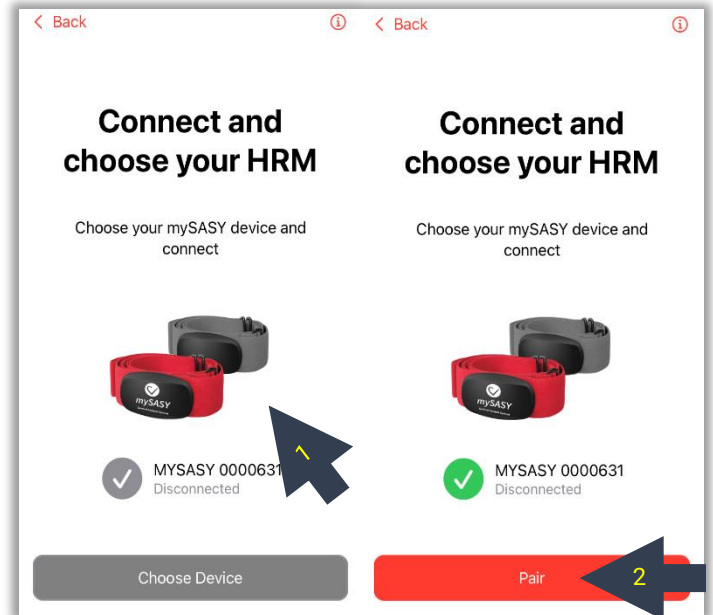 Back
Connect and
choose your HRM
Choose your mySASY device and
connect
mySASY
MYSASY 0000631
Disconnected
Choose Device
1
Back
Connect and
choose your HRM
Choose your mySASY device and
connect
mySASY
MYSASY 0000631
Disconnected
Pair
2